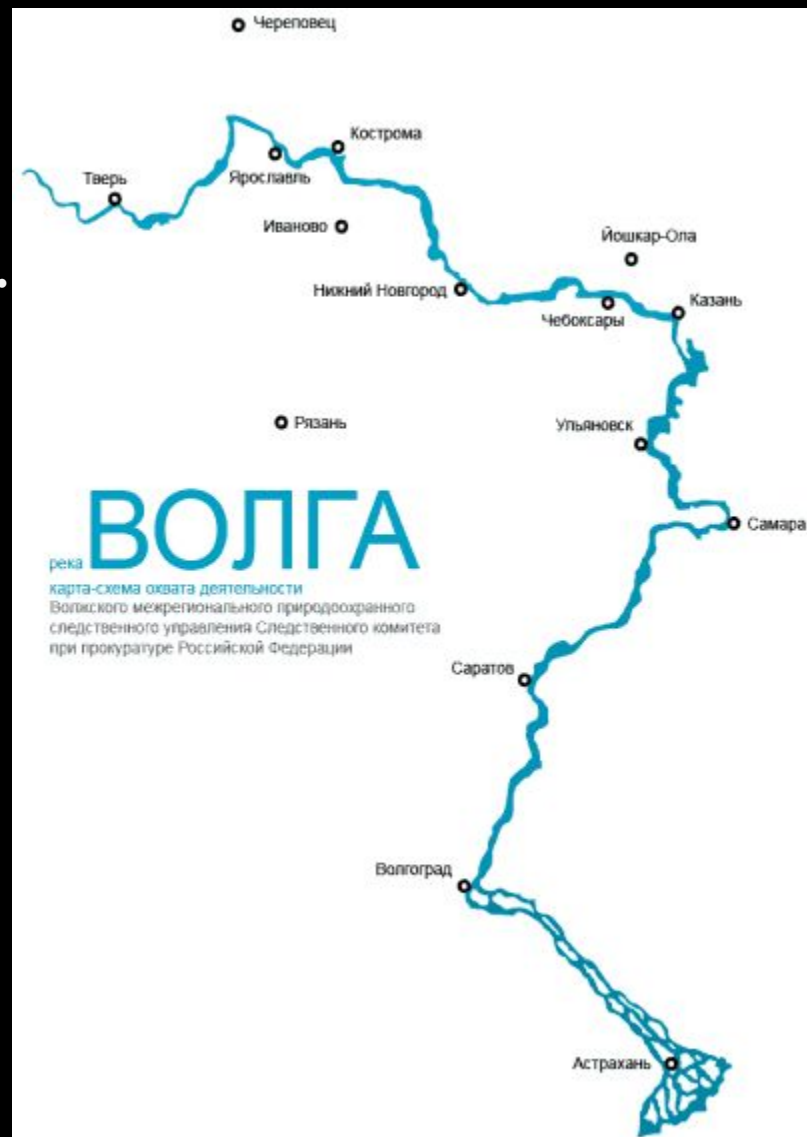 Череповец
Кострома
Ярославль
Тверь
Иваново
Йошкар-Ола
Нижний Новгород
Казань
Чебоксары
Рязань
Ульяновск
река ВОЛГА
Самара
карта-схема охвата деятельности
Волжского межрегионального природоохранного
следственного управления Следственного комитета
при прокуратуре Российской Федерации
Саратов
Волгоград
Астрахань